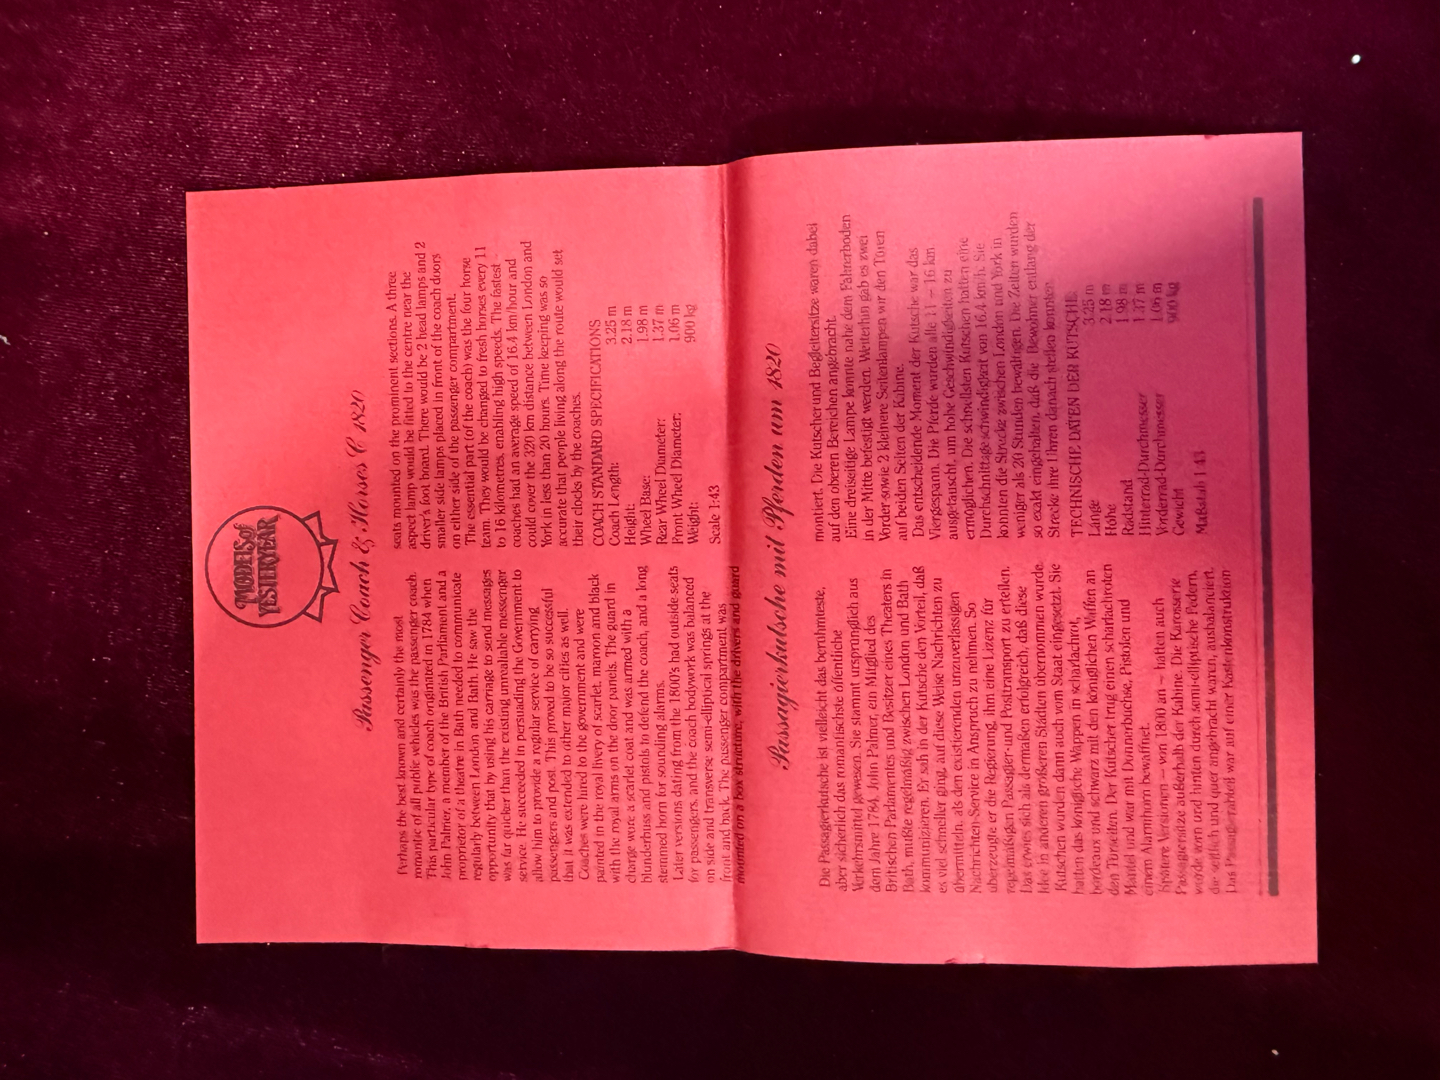 MODELS of
YESTERYEAR
Passenger Coach & Horses C 1820
Perhaps the best known and certainly the most
romantic of all public vehicles was the passenger coach.
This particular type of coach originated in 1784 when
John Palmer, a member of the British Parliament and a
proprietor of a theatre in Bath needed to communicate
regularly between London and Bath. He saw the
opportunity that by using his carriage to send messages
was far quicker than the existing unreliable messenger
service. He succeeded in persuading the Government to
allow him to provide a regular service of carrying
passengers and post. This proved to be so successful
that it was extended to other major cities as well.
Coaches were hired to the government and were
painted in the royal livery of scarlet, maroon and black
with the royal arms on the door panels. The guard in
charge wore a scarlet coat and was armed with a
blunderbuss and pistols to defend the coach, and a long
stemmed horn for sounding alarms.
Later versions dating from the 1800's had outside seats
for passengers, and the coach bodywork was balanced
on side and transverse semi-elliptical springs at the
front and back. The passenger compartment was
mounted on a box structure, with the drivers and guard
seats mounted on the prominent sections. A three
aspect lamp would be fitted to the centre near the
driver's foot board. There would be 2 head lamps and 2
smaller side lamps placed in front of the coach doors
on either side of the passenger compartment.
The essential part (of the coach) was the four horse
team. They would be changed to fresh horses every 11
to 16 kilometres, enabling high speeds. The fastest
coaches had an average speed of 16.4 km/hour and
could cover the 320 km distance between London and
York in less than 20 hours. Time keeping was so
accurate that people living along the route would set
their clocks by the coaches.
COACH STANDARD SPECIFICATIONS
Coach Length: 3.25 m
Height: 2.18 m
Wheel Base: 1.98 m
Rear Wheel Diameter: 1.37 m
Front Wheel Diameter: 1.06 m
Weight: 900 kg
Scale 1:43
Passagierkutsche mit Pferden um 1820
Die Passagierkutsche ist vielleicht das berühmteste,
aber sicherlich das romantischste öffentliche
Verkehrsmittel gewesen. Sie stammt ursprünglich aus
dem Jahre 1784. John Palmer, ein Mitglied des
Britischen Parlamentes und Besitzer eines Theaters in
Bath, mußte regelmäßig zwischen London und Bath
kommunizieren. Er sah in der Kutsche den Vorteil, daß
es viel schneller ging, auf diese Weise Nachrichten zu
übermitteln, als den existierenden unzuverlässigen
Nachrichten-Service in Anspruch zu nehmen. So
überzeugte er die Regierung, ihm eine Lizenz für
regelmäßigen Passagier-und Posttransport zu erteilen.
Das erwies sich als dermaßen erfolgreich, daß diese
Idee in anderen größeren Städten übernommen wurde.
Kutschen wurden dann auch vom Staat eingesetzt. Sie
hatten das königliche Wappen in scharlachrot,
bordeaux und schwarz mit den königlichen Waffen an
den Torseiten. Der Kutscher trug einen scharlachroten
Mantel und war mit Donnerbüchse, Pistolen und
einem Alarmhorn bewaffnet.
Spätere Versionen – von 1800 an – hatten auch
Passagiersitze außerhalb der Kabine. Die Karosserie
wurde vorn und hinten durch semi-elliptische Federn,
die seitlich und quer angebracht waren, ausbalanciert.
Das Passagierabteil war auf einer Kastenkonstruktion
montiert. Die Kutscher und Begleitersitze waren dabei
auf den oberen Bereichen angebracht.
Eine dreiseitige Lampe konnte nahe dem Fahrerboden
in der Mitte befestigt werden. Weiterhin gab es zwei
Vorder sowie 2 kleinere Seitenlampen vor den Toren
auf beiden Seiten der Kabine.
Das entscheidende Moment der Kutsche war das
Viergespann. Die Pferde wurden alle 11 – 16 km
ausgetauscht, um hohe Geschwindigkeiten zu
ermöglichen. Die schnellsten Kutschen hatten eine
Durchschnittsgeschwindigkeit von 16.4 km/h. Sie
konnten die Strecke zwischen London und York in
weniger als 20 Stunden bewältigen. Die Zeiten wurden
so exakt eingehalten, daß die Bewohner entlang der
Strecke ihre Uhren danach stellen konnten.
TECHNISCHE DATEN DER KUTSCHE
Länge 3.25 m
Höhe 2.18 m
Radstand 1.98 m
Hinterrad-Durchmesser 1.37 m
Vorderrad-Durchmesser 1.06 m
Gewicht 900 kg
Maßstab 1:43